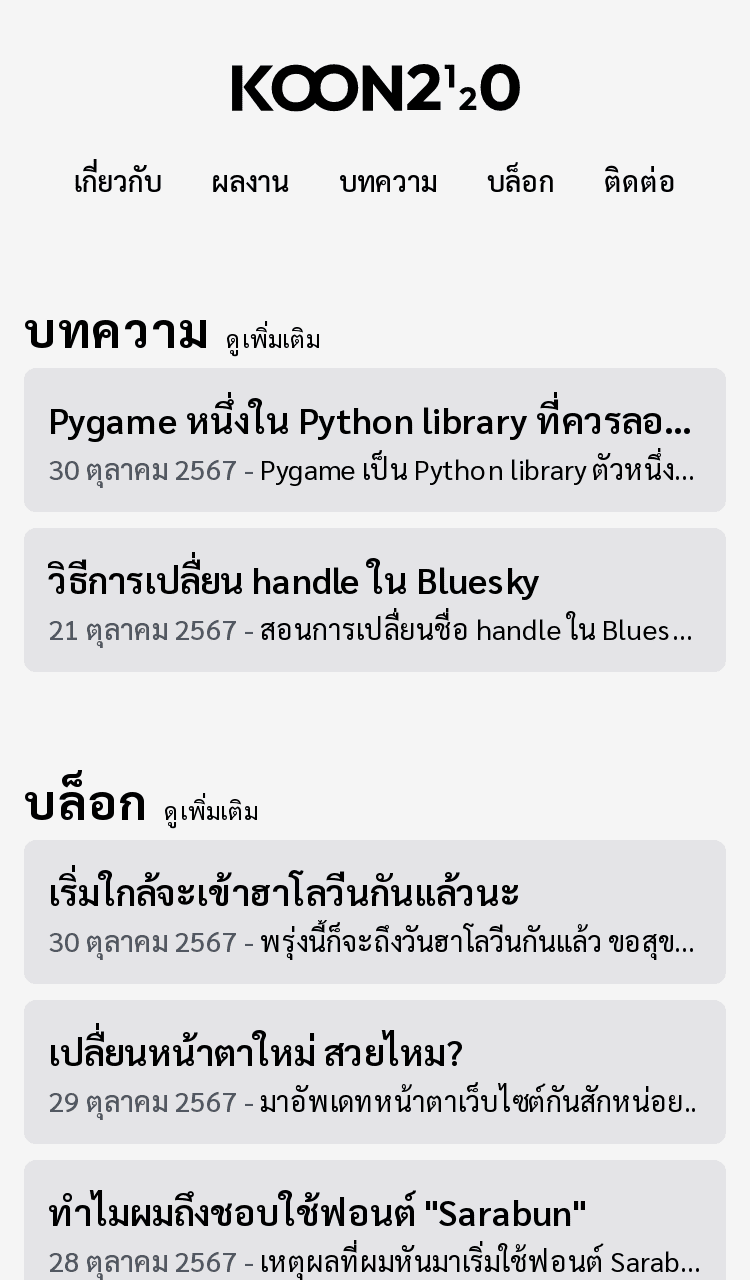 KOON2¹₂0
เกี่ยวกับ ผลงาน บทความ บล็อก ติดต่อ
บทความ ดูเพิ่มเติม
Pygame หนึ่งใน Python library ที่ควรลอ...
30 ตุลาคม 2567 - Pygame เป็น Python library ตัวหนึ่ง...
วิธีการเปลี่ยน handle ใน Bluesky
21 ตุลาคม 2567 - สอนการเปลี่ยนชื่อ handle ใน Blues...
บล็อก ดูเพิ่มเติม
เริ่มใกล้จะเข้าฮาโลวีนกันแล้วนะ
30 ตุลาคม 2567 - พรุ่งนี้ก็จะถึงวันฮาโลวีนกันแล้ว ขอสุข...
เปลี่ยนหน้าตาใหม่ สวยไหม?
29 ตุลาคม 2567 - มาอัพเดทหน้าตาเว็บไซต์กันสักหน่อย..
ทำไมผมถึงชอบใช้ฟอนต์ "Sarabun"
28 ตุลาคม 2567 - เหตุผลที่ผมหันมาเริ่มใช้ฟอนต์ Sarab...